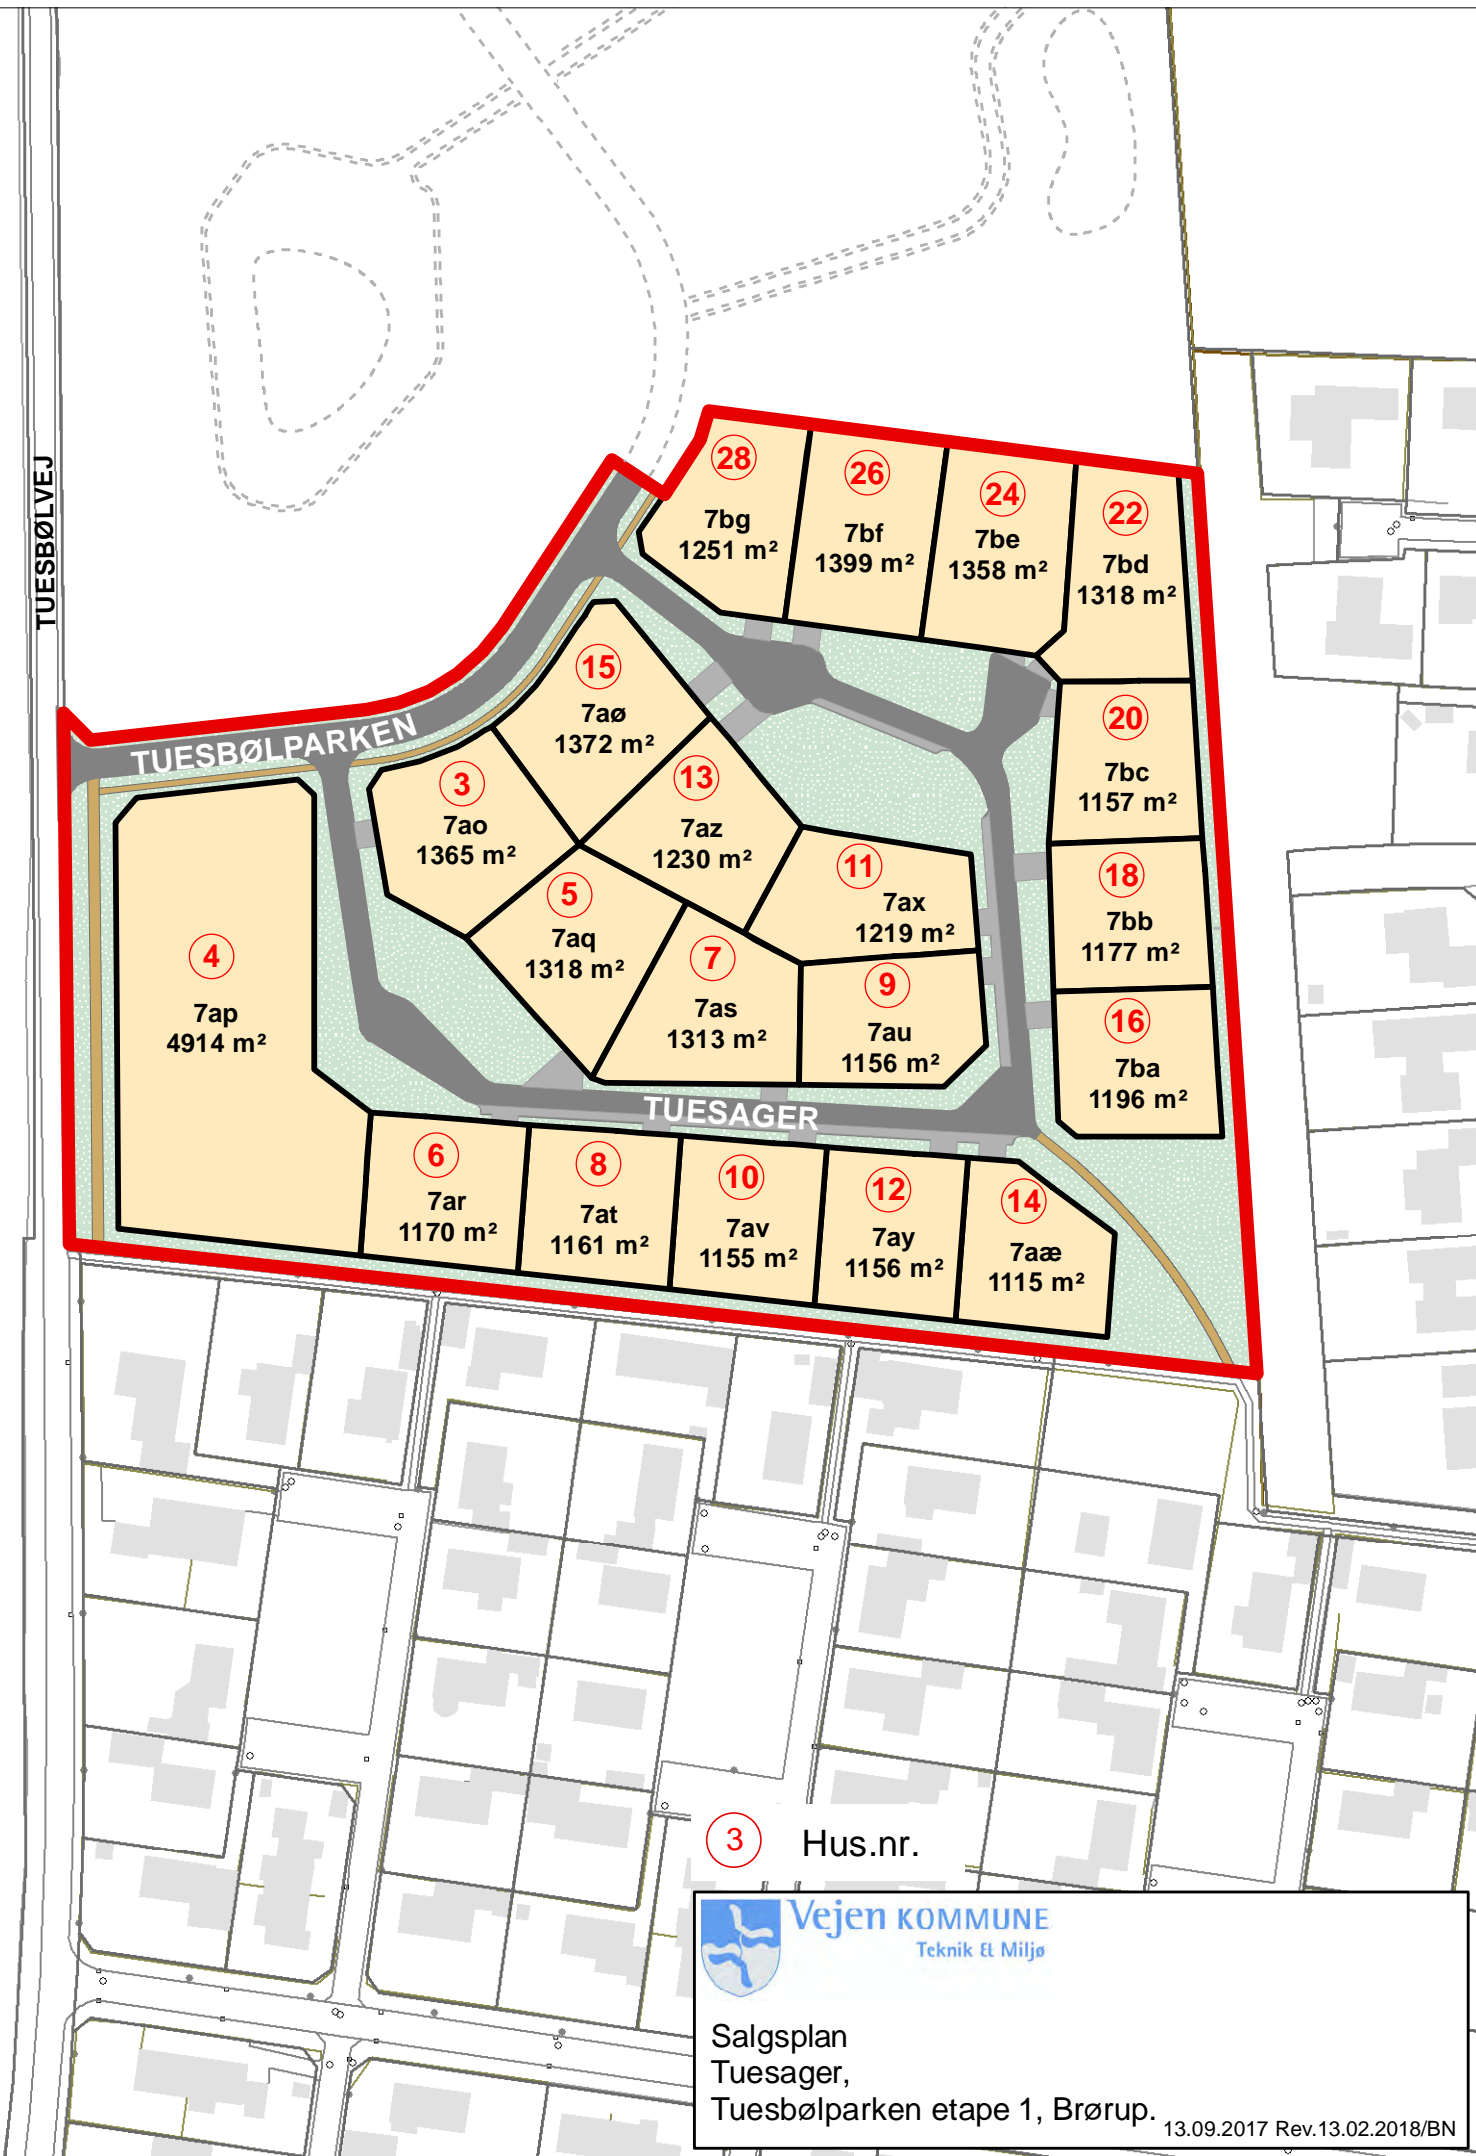 TUESBØLVEJ
28
7bg
1251 m²
26
7bf
1399 m²
24
7be
1358 m²
22
7bd
1318 m²
15
7aø
1372 m²
TUESBØLPARKEN
20
7bc
1157 m²
3
7ao
1365 m²
13
7az
1230 m²
11
7ax
1219 m²
18
7bb
1177 m²
5
7aq
1318 m²
4
7ap
4914 m²
7
7as
1313 m²
9
7au
1156 m²
16
7ba
1196 m²
TUESAGER
6
7ar
1170 m²
8
7at
1161 m²
10
7av
1155 m²
12
7ay
1156 m²
14
7aæ
1115 m²
3 Hus.nr.
Vejen KOMMUNE
Teknik & Miljø
Salgsplan
Tuesager,
Tuesbølparken etape 1, Brørup.
13.09.2017 Rev.13.02.2018/BN